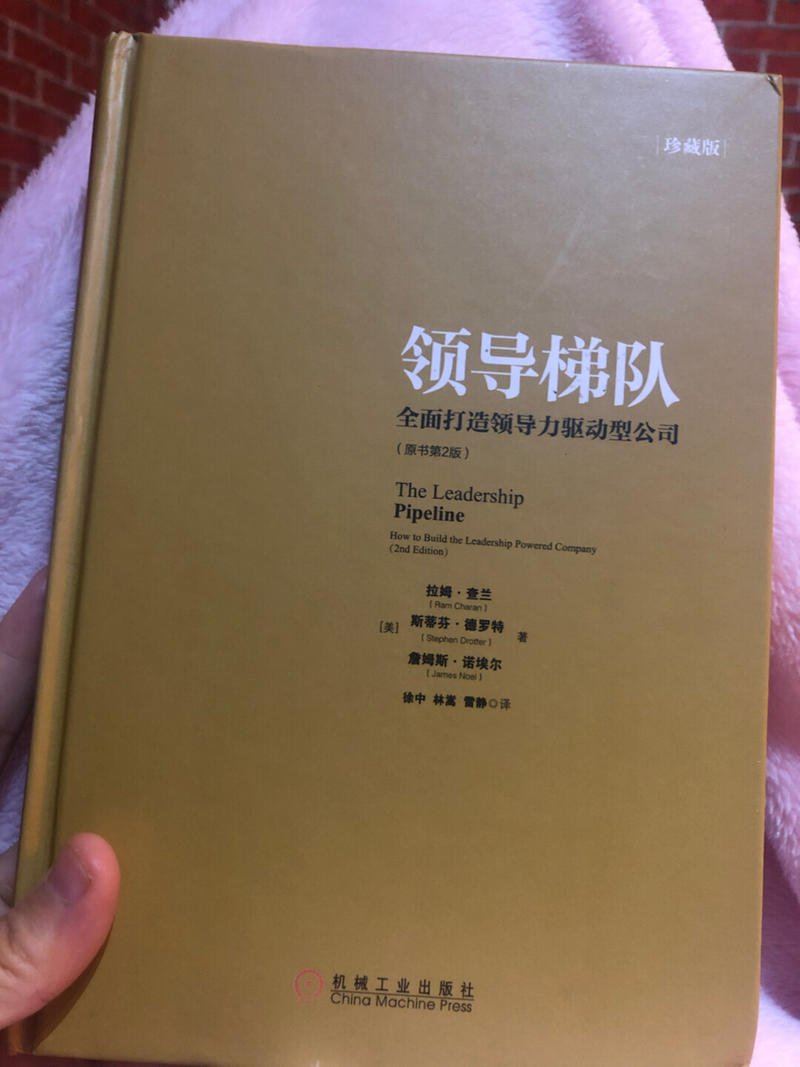 珍藏版
领导梯队
全面打造领导力驱动型公司
（原书第2版）
The Leadership
Pipeline
How to Build the Leadership Powered Company
(2nd Edition)
拉姆·查兰
( Ram Charan )
[美] 斯蒂芬·德罗特 著
( Stephen Drotter )
詹姆斯·诺埃尔
( James Noel )
徐中 林嵩 雷静◎译
机械工业出版社
China Machine Press